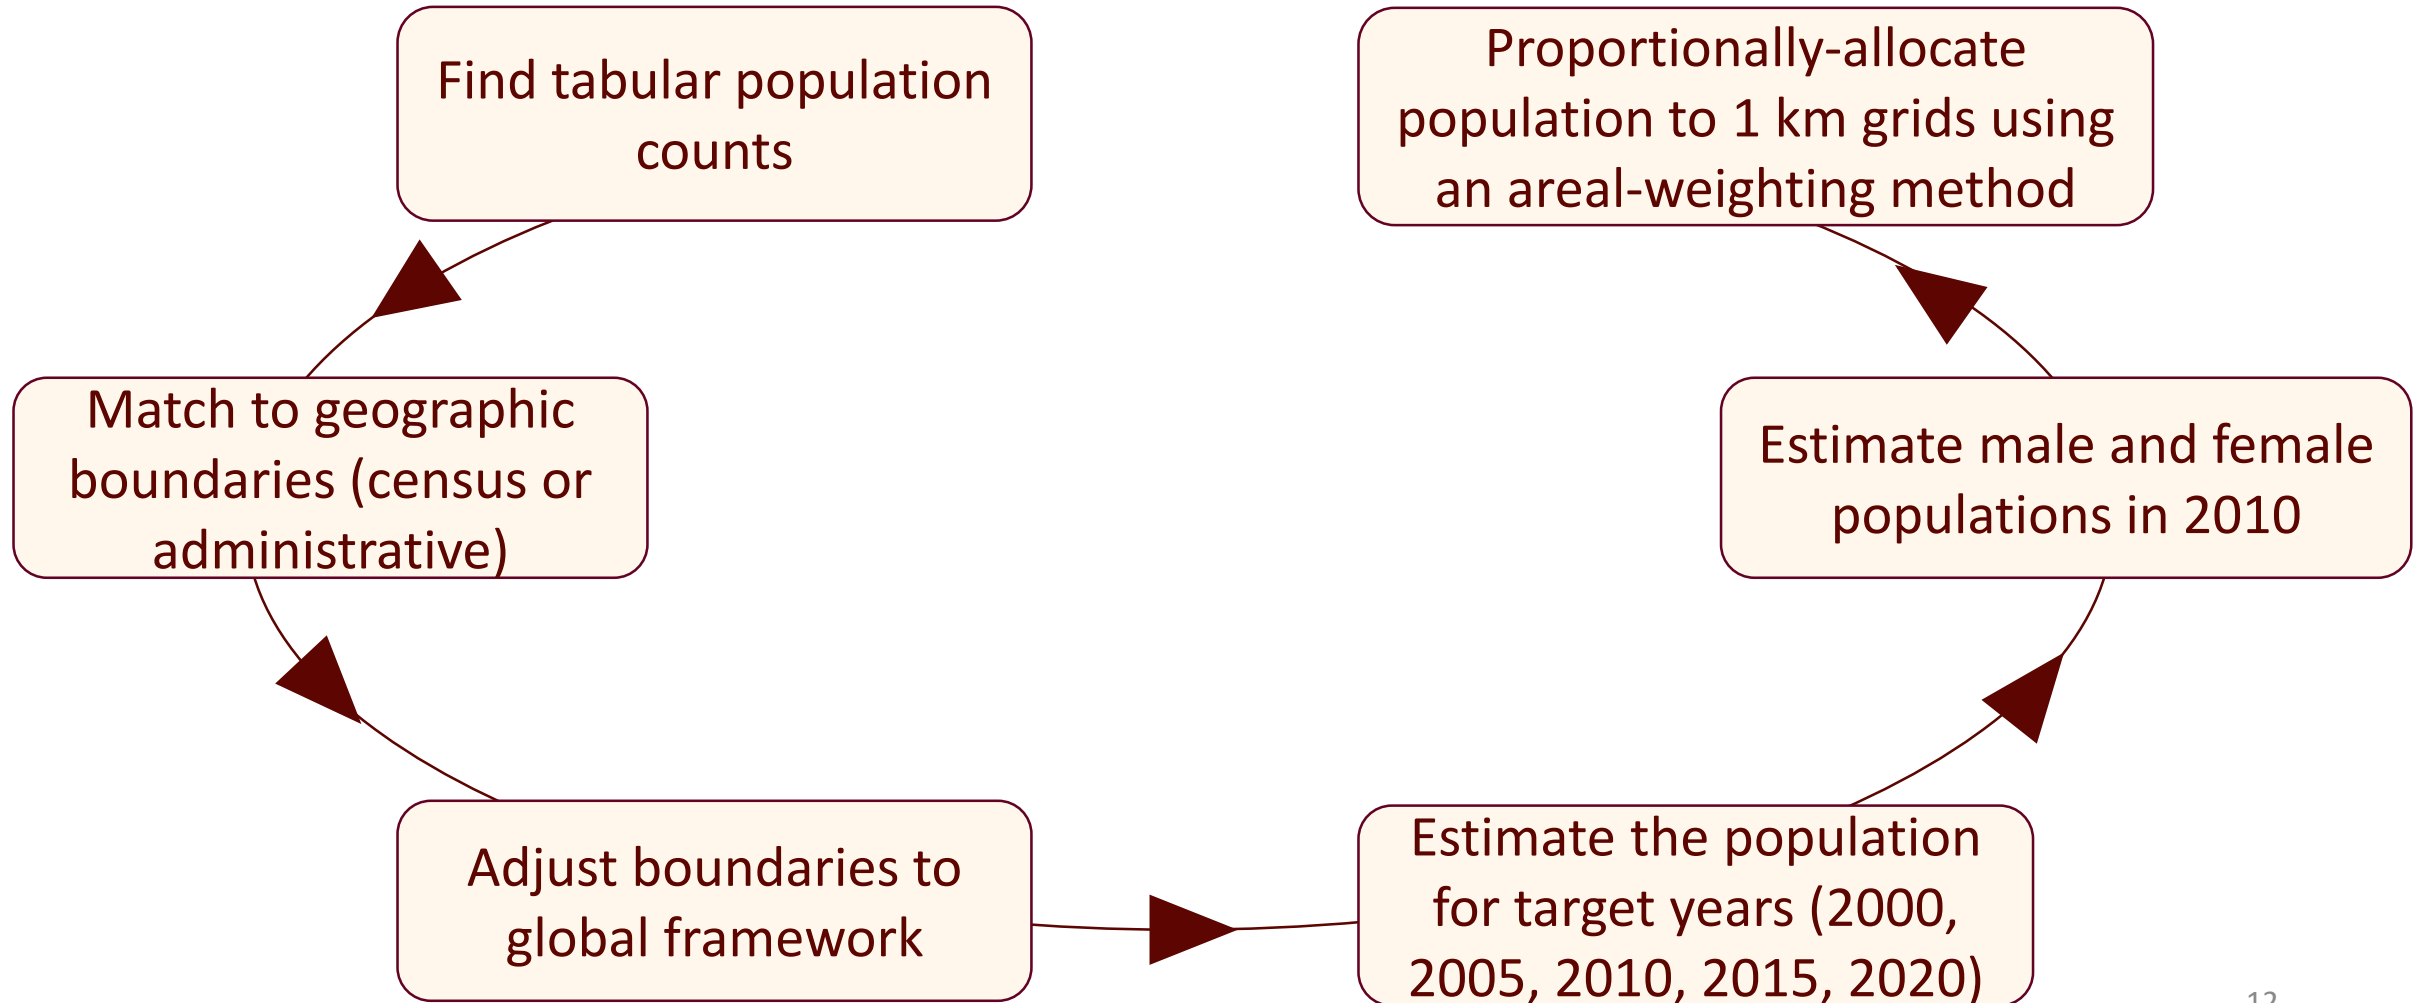 Find tabular population
counts
Match to geographic
boundaries (census or
administrative)
Adjust boundaries to
global framework
Estimate the population
for target years (2000,
2005, 2010, 2015, 2020)
Estimate male and female
populations in 2010
Proportionally-allocate
population to 1 km grids using
an areal-weighting method
12